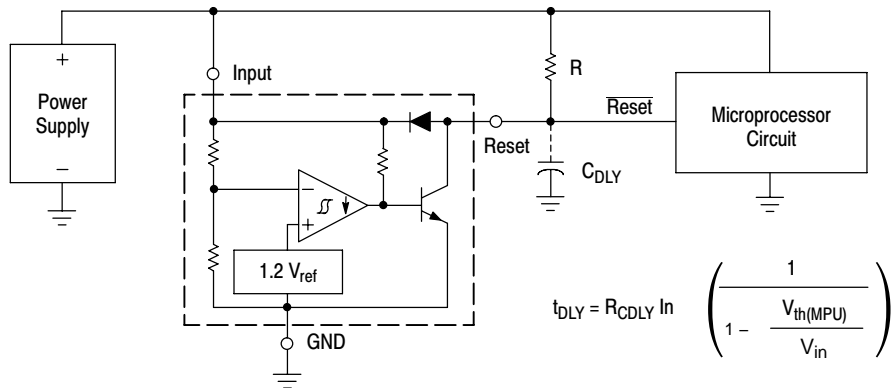 +
Power
Supply
−
Input
R
Reset
Reset
C_DLY
Microprocessor
Circuit
−
+
1.2 V_ref
GND
t_DLY = R_CDLY In ( 1 / ( 1 − V_th(MPU) / V_in ) )